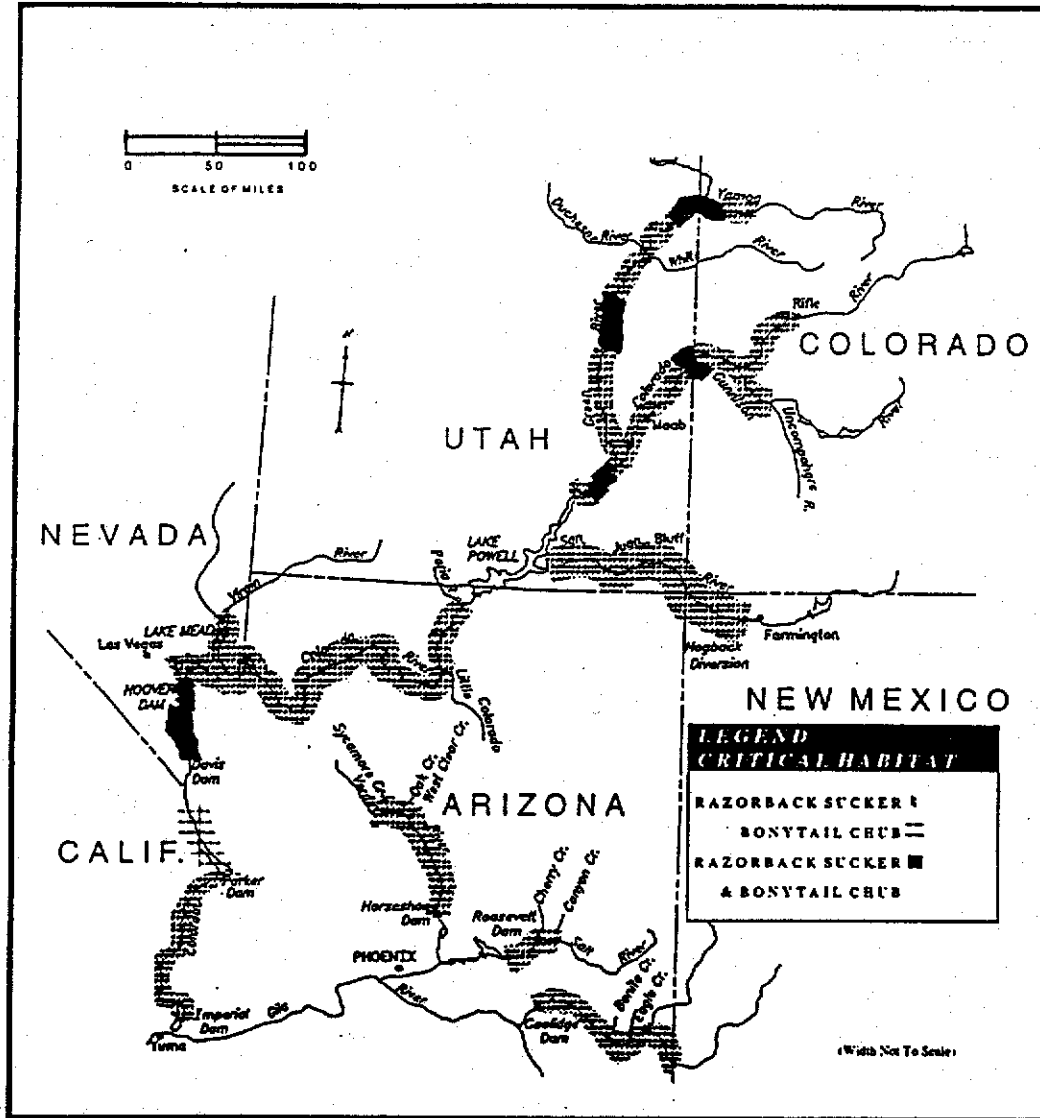 0 50 100
SCALE OF MILES
Yampa
River
Duchesne
River
White
River
River
Rifle
River
COLORADO
Green
Colorado
Gunnison
River
Moab
Uncompahgre R.
UTAH
N
NEVADA
LAKE POWELL
San
Juan
Bluff
River
Virgin
River
Paria R.
LAKE MEAD
Las Vegas
Farmington
Hogback Diversion
River
HOOVER DAM
Little Colorado
NEW MEXICO
Davis Dam
LEGEND
CRITICAL HABITAT
RAZORBACK SUCKER
BONYTAIL CHUB
RAZORBACK SUCKER
& BONYTAIL CHUB
Sycamore Cr.
Verde
Oak Cr.
West Clear Cr.
ARIZONA
CALIF.
Parker Dam
Colorado
Horseshoe Dam
Roosevelt Dam
Cherry Cr.
Canyon Cr.
Salt
River
PHOENIX
River
Gila
Bonita Cr.
Eagle Cr.
Coolidge Dam
Imperial Dam
Yuma
(Width Not To Scale)